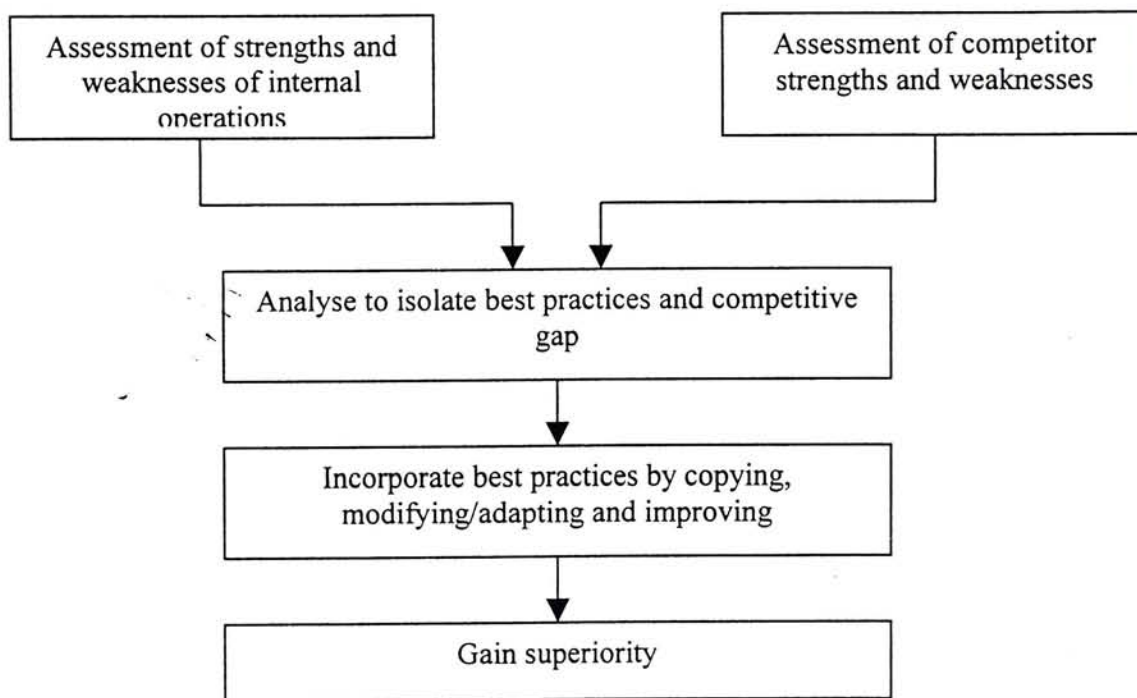 Assessment of strengths and
weaknesses of internal
operations
Assessment of competitor
strengths and weaknesses
Analyse to isolate best practices and competitive
gap
Incorporate best practices by copying,
modifying/adapting and improving
Gain superiority